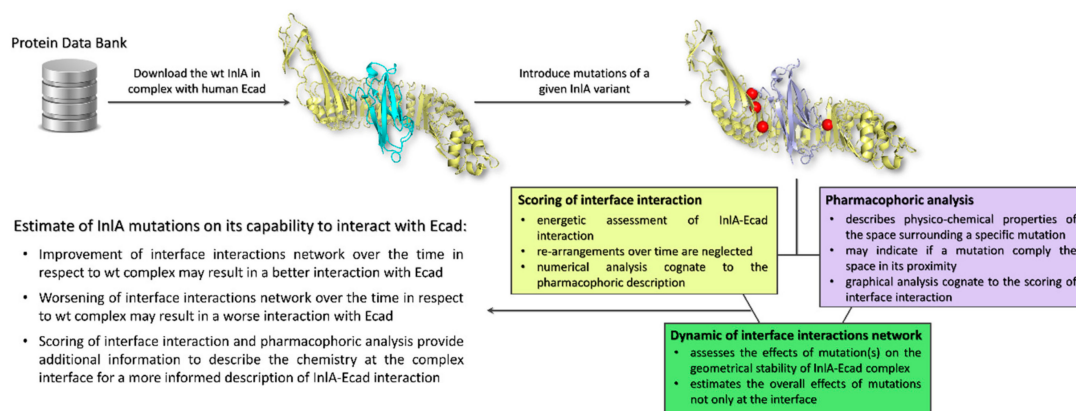 Protein Data Bank
Download the wt InlA in
complex with human Ecad
Introduce mutations of a
given InlA variant
Scoring of interface interaction
• energetic assessment of InlA-Ecad
interaction
• re-arrangements over time are neglected
• numerical analysis cognate to the
pharmacophoric description
Pharmacophoric analysis
• describes physico-chemical properties of
the space surrounding a specific mutation
• may indicate if a mutation comply the
space in its proximity
• graphical analysis cognate to the scoring of
interface interaction
Dynamic of interface interactions network
• assesses the effects of mutation(s) on the
geometrical stability of InlA-Ecad complex
• estimates the overall effects of mutations
not only at the interface
Estimate of InlA mutations on its capability to interact with Ecad:
• Improvement of interface interactions network over the time in
respect to wt complex may result in a better interaction with Ecad
• Worsening of interface interactions network over the time in respect
to wt complex may result in a worse interaction with Ecad
• Scoring of interface interaction and pharmacophoric analysis provide
additional information to describe the chemistry at the complex
interface for a more informed description of InlA-Ecad interaction